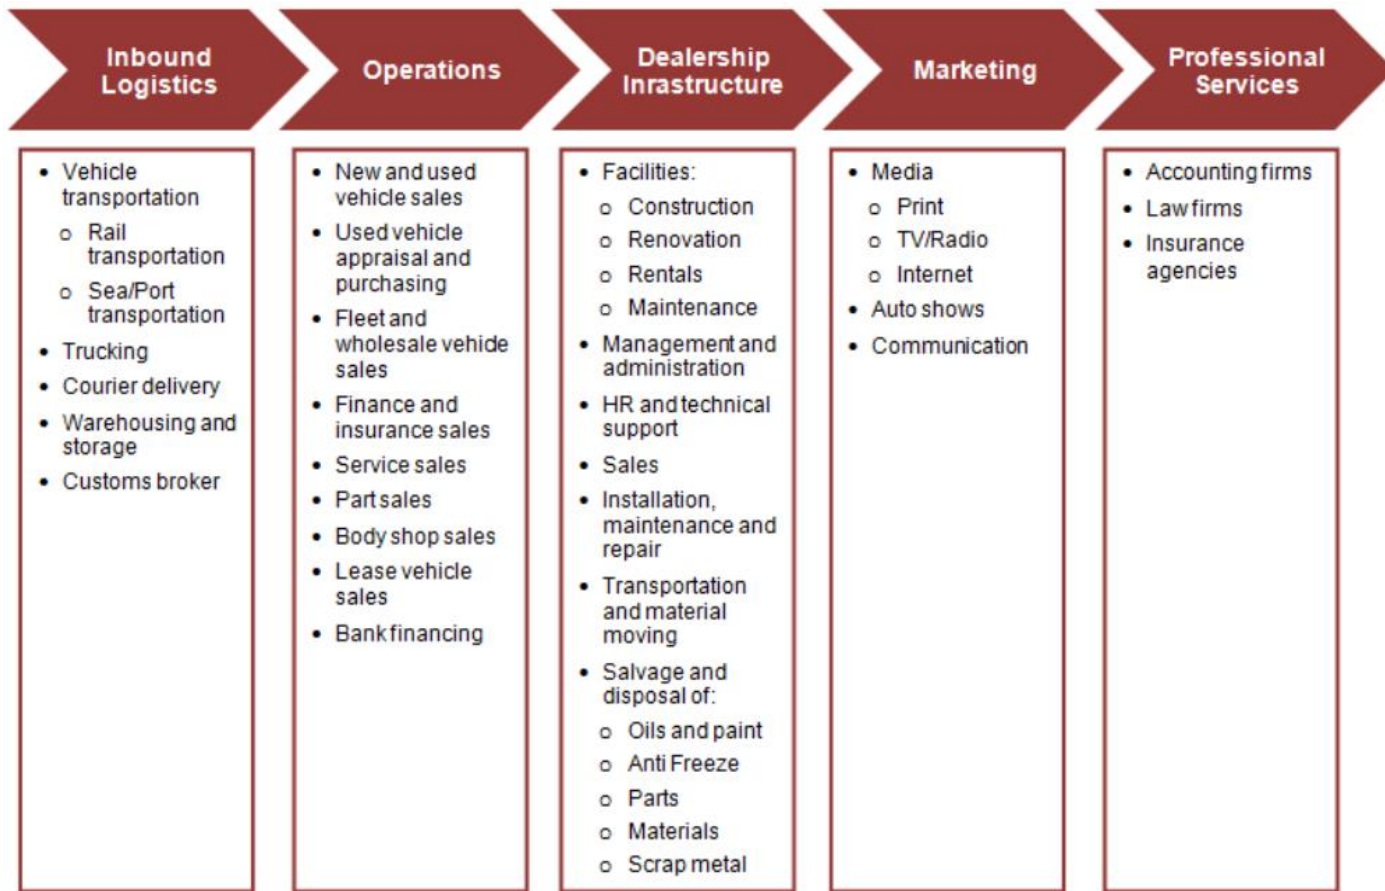 Inbound
Logistics
Operations
Dealership
Inrastructure
Marketing
Professional
Services
• Vehicle
transportation
o Rail
transportation
o Sea/Port
transportation
• Trucking
• Courier delivery
• Warehousing and
storage
• Customs broker
• New and used
vehicle sales
• Used vehicle
appraisal and
purchasing
• Fleet and
wholesale vehicle
sales
• Finance and
insurance sales
• Service sales
• Part sales
• Body shop sales
• Lease vehicle
sales
• Bank financing
• Facilities:
o Construction
o Renovation
o Rentals
o Maintenance
• Management and
administration
• HR and technical
support
• Sales
• Installation,
maintenance and
repair
• Transportation
and material
moving
• Salvage and
disposal of:
o Oils and paint
o Anti Freeze
o Parts
o Materials
o Scrap metal
• Media
o Print
o TV/Radio
o Internet
• Auto shows
• Communication
• Accounting firms
• Law firms
• Insurance
agencies